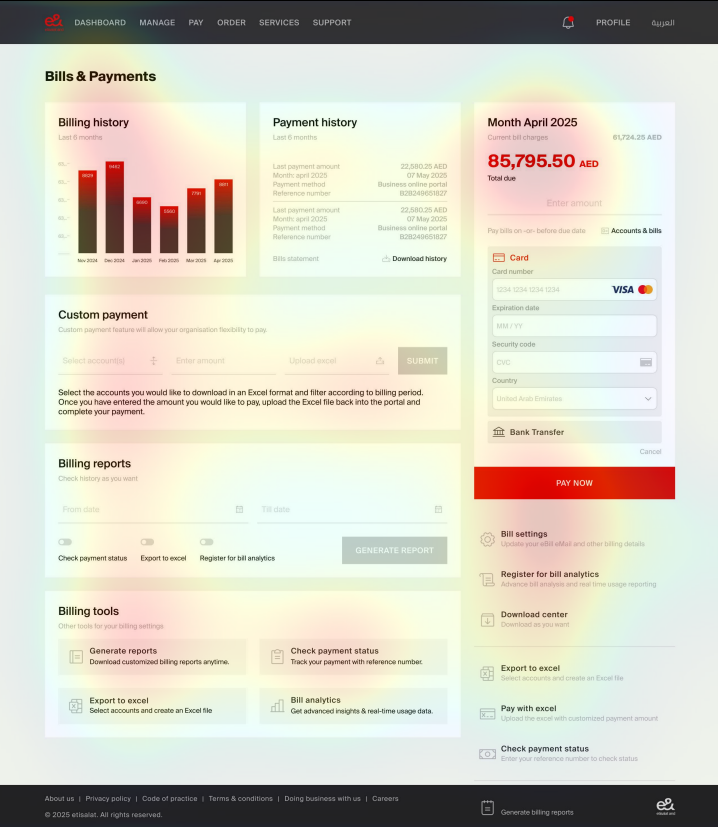 e& DASHBOARD MANAGE PAY ORDER SERVICES SUPPORT PROFILE العربية
Bills & Payments
Billing history
Last 6 months
8629
9482
6090
5560
7791
8811
Nov 2024 Dec 2024 Jan 2025 Feb 2025 Mar 2025 Apr 2025
Payment history
Last 6 months
Last payment amount 22,580.25 AED
Month: april 2025 07 May 2025
Payment method Business online portal
Reference number B2B249651827
Last payment amount 22,580.25 AED
Month: april 2025 07 May 2025
Payment method Business online portal
Reference number B2B249651827
Bills statement Download history
Month April 2025
Current bill charges 61,724.25 AED
85,795.50 AED
Total due
Enter amount
Pay bills on -or- before due date Accounts & bills
Card
Card number
1234 1234 1234 1234 VISA
Expiration date
MM / YY
Security code
CVC
Country
United Arab Emirates
Bank Transfer
Cancel
PAY NOW
Custom payment
Custom payment feature will allow your organisation flexibility to pay.
Select account(s) Enter amount Upload excel SUBMIT
Select the accounts you would like to download in an Excel format and filter according to billing period.
Once you have entered the amount you would like to pay, upload the Excel file back into the portal and
complete your payment.
Billing reports
Check history as you want
From date Till date
Check payment status Export to excel Register for bill analytics GENERATE REPORT
Billing tools
Other tools for your billing settings
Generate reports
Download customized billing reports anytime.
Check payment status
Track your payment with reference number.
Export to excel
Select accounts and create an Excel file
Bill analytics
Get advanced insights & real-time usage data.
Bill settings
Update your eBill eMail and other billing details
Register for bill analytics
Advance bill analysis and real time usage reporting
Download center
Download as you want
Export to excel
Select accounts and create an Excel file
Pay with excel
Upload the excel with customized payment amount
Check payment status
Enter your reference number to check status
Generate billing reports
About us | Privacy policy | Code of practice | Terms & conditions | Doing business with us | Careers
© 2025 etisalat. All rights reserved.
e&
etisalat and